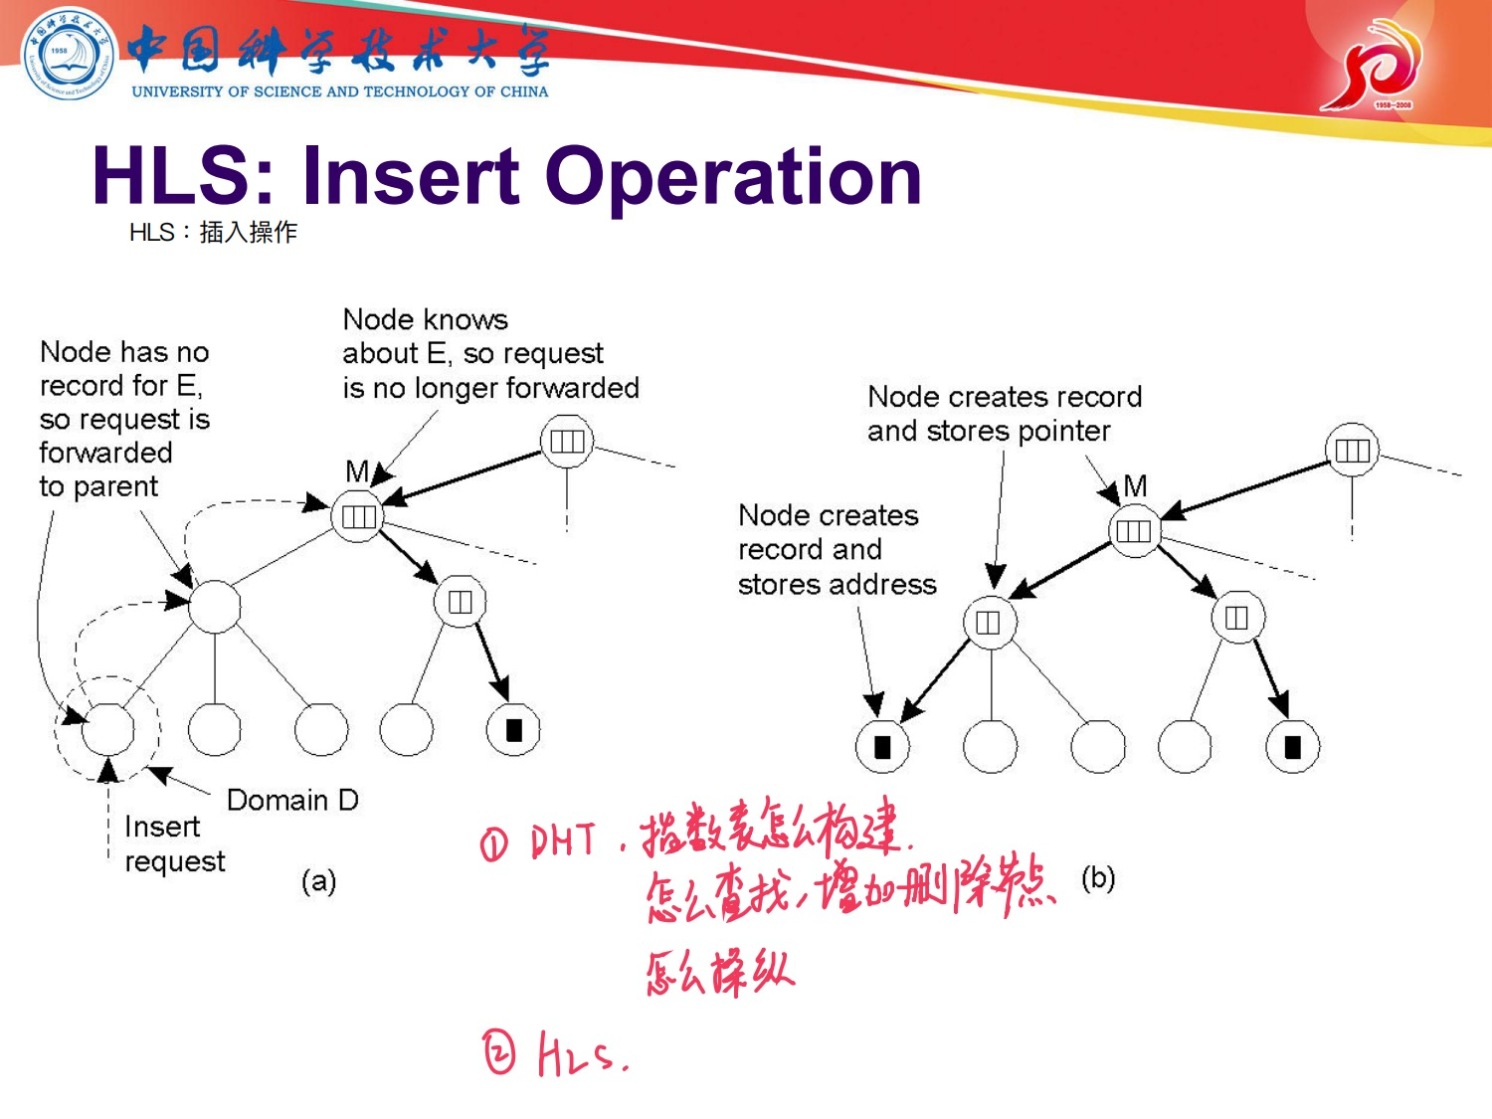 中国科学技术大学
UNIVERSITY OF SCIENCE AND TECHNOLOGY OF CHINA
1958
1958-2008
HLS: Insert Operation
HLS：插入操作
Node has no
record for E,
so request is
forwarded
to parent
Node knows
about E, so request
is no longer forwarded
M
Domain D
Insert
request
(a)
Node creates record
and stores pointer
M
Node creates
record and
stores address
(b)
① DHT. 指数表怎么构建.
怎么查找,增加删除节点、
怎么操纵
② HLS.